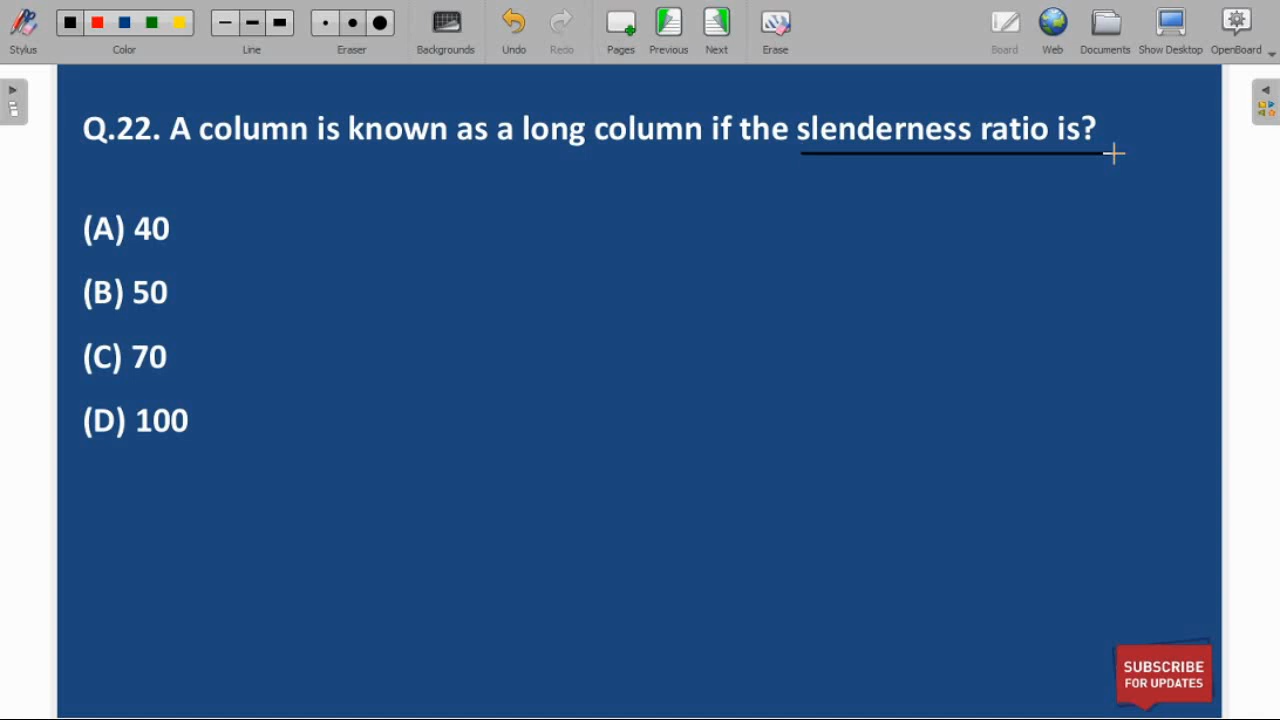 Stylus
Color
Line
Eraser
Backgrounds
Undo
Redo
Pages
Previous
Next
Erase
Board
Web
Documents
Show Desktop
OpenBoard
Q.22. A column is known as a long column if the slenderness ratio is?
(A) 40
(B) 50
(C) 70
(D) 100
SUBSCRIBE
FOR UPDATES